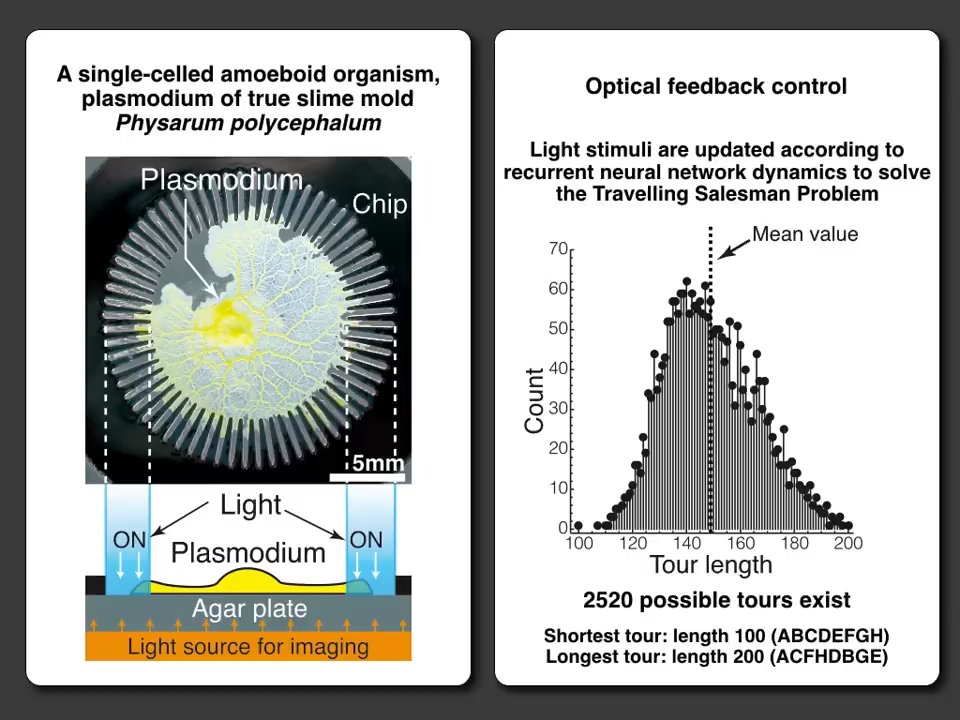 A single-celled amoeboid organism,
plasmodium of true slime mold
Physarum polycephalum
Plasmodium
Chip
5mm
Light
ON
ON
Plasmodium
Agar plate
Light source for imaging
Optical feedback control
Light stimuli are updated according to
recurrent neural network dynamics to solve
the Travelling Salesman Problem
Mean value
70
60
50
40
30
20
10
0
Count
100 120 140 160 180 200
Tour length
2520 possible tours exist
Shortest tour: length 100 (ABCDEFGH)
Longest tour: length 200 (ACFHDBGE)